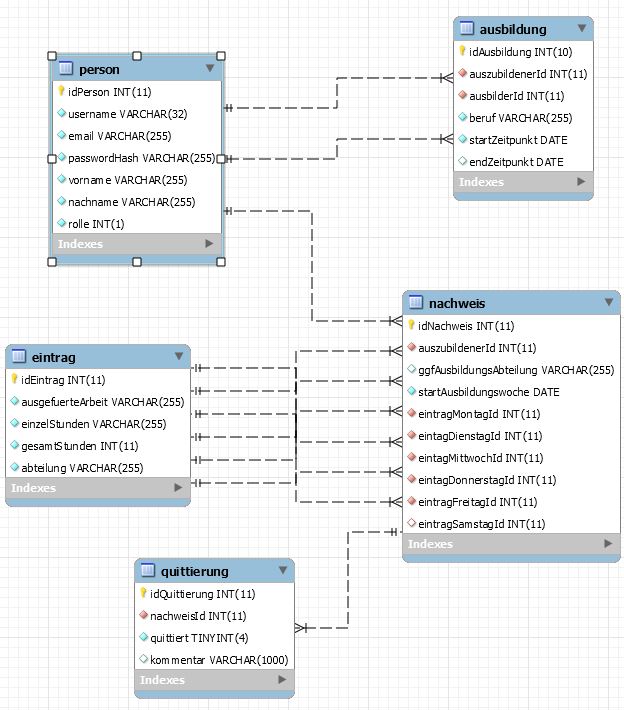 person
idPerson INT(11)
username VARCHAR(32)
email VARCHAR(255)
passwordHash VARCHAR(255)
vorname VARCHAR(255)
nachname VARCHAR(255)
rolle INT(1)
Indexes
ausbildung
idAusbildung INT(10)
auszubildenerId INT(11)
ausbilderId INT(11)
beruf VARCHAR(255)
startZeitpunkt DATE
endZeitpunkt DATE
Indexes
nachweis
idNachweis INT(11)
auszubildenerId INT(11)
ggfAusbildungsAbteilung VARCHAR(255)
startAusbildungswoche DATE
eintragMontagId INT(11)
eintagDienstagId INT(11)
eintagMittwochId INT(11)
eintagDonnerstagId INT(11)
eintragFreitagId INT(11)
eintragSamstagId INT(11)
Indexes
eintrag
idEintrag INT(11)
ausgefuerteArbeit VARCHAR(255)
einzelStunden VARCHAR(255)
gesamtStunden INT(11)
abteilung VARCHAR(255)
Indexes
quittierung
idQuittierung INT(11)
nachweisId INT(11)
quittiert TINYINT(4)
kommentar VARCHAR(1000)
Indexes